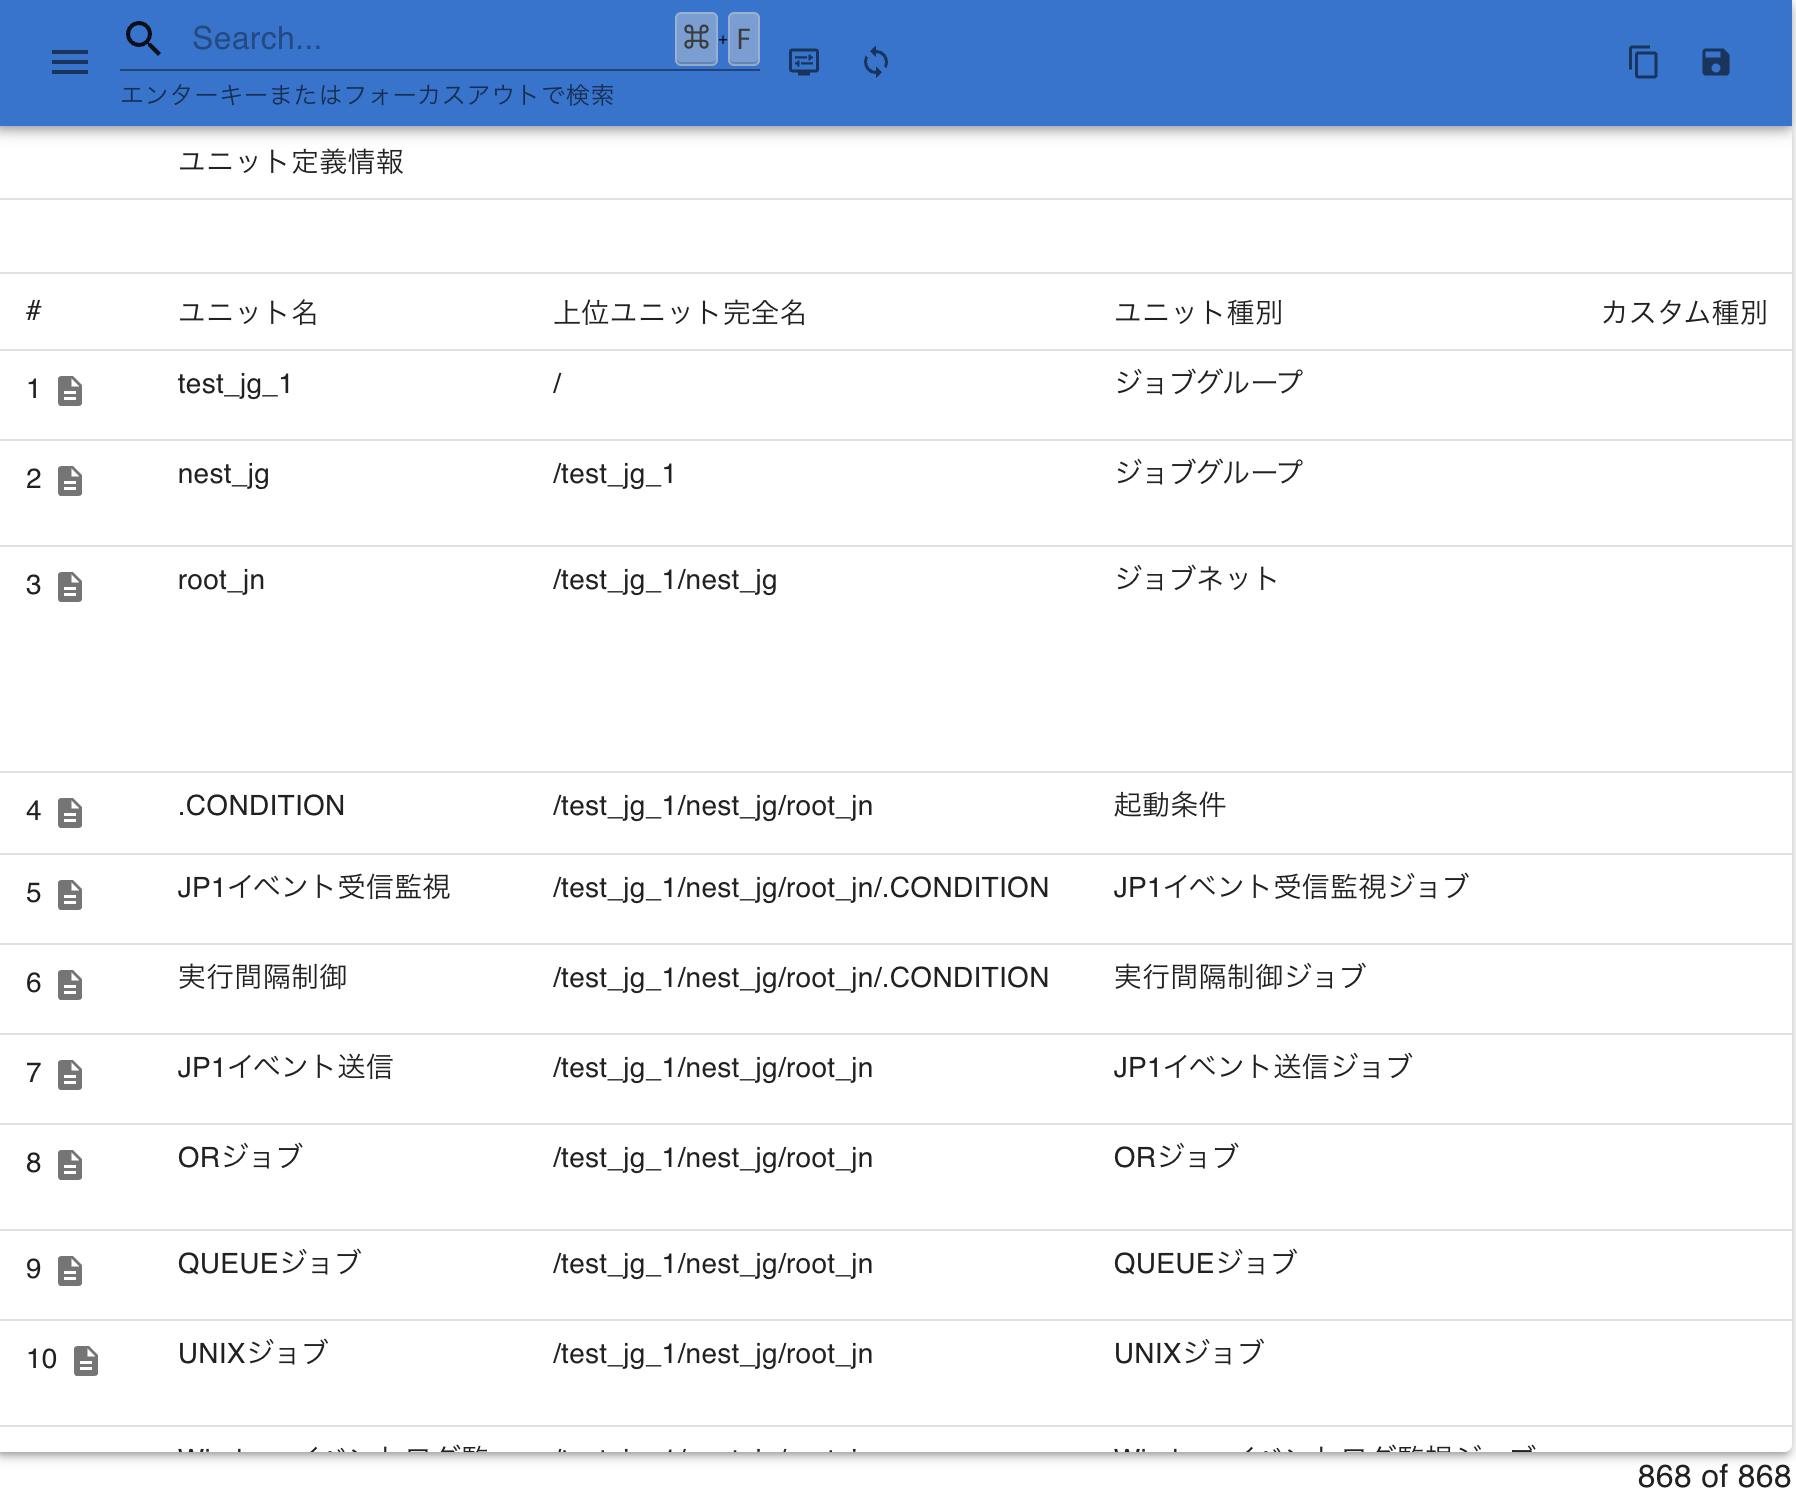 Search... ⌘ + F
エンターキーまたはフォーカスアウトで検索
ユニット定義情報
# ユニット名 上位ユニット完全名 ユニット種別 カスタム種別
1 test_jg_1 / ジョブグループ
2 nest_jg /test_jg_1 ジョブグループ
3 root_jn /test_jg_1/nest_jg ジョブネット
4 .CONDITION /test_jg_1/nest_jg/root_jn 起動条件
5 JP1イベント受信監視 /test_jg_1/nest_jg/root_jn/.CONDITION JP1イベント受信監視ジョブ
6 実行間隔制御 /test_jg_1/nest_jg/root_jn/.CONDITION 実行間隔制御ジョブ
7 JP1イベント送信 /test_jg_1/nest_jg/root_jn JP1イベント送信ジョブ
8 ORジョブ /test_jg_1/nest_jg/root_jn ORジョブ
9 QUEUEジョブ /test_jg_1/nest_jg/root_jn QUEUEジョブ
10 UNIXジョブ /test_jg_1/nest_jg/root_jn UNIXジョブ
868 of 868